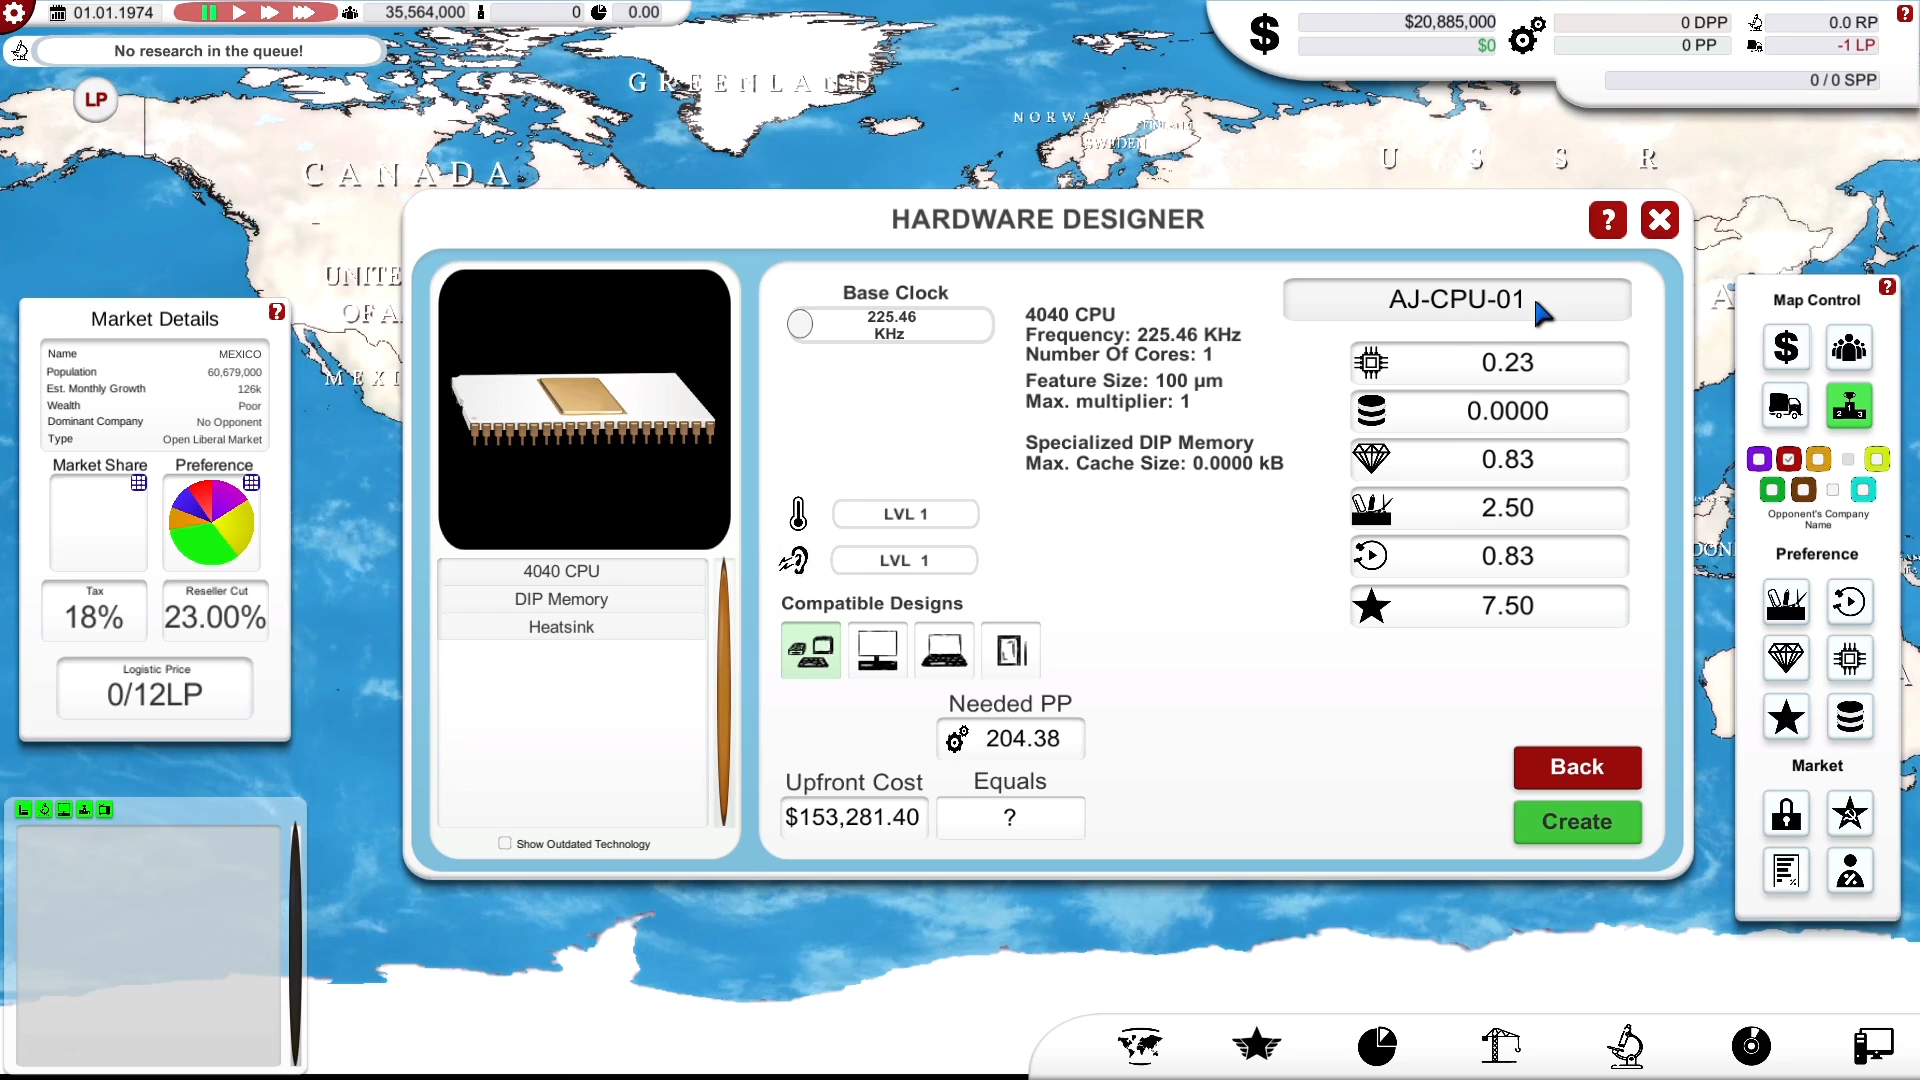 01.01.1974
35,564,000
0
0.00
No research in the queue!
LP
$20,885,000
$0
0 DPP
0 PP
0.0 RP
-1 LP
0 / 0 SPP
?
GREENLAND
NORWAY
SWEDEN
CANADA
USSR
UNITE
OF A
MEXI
HARDWARE DESIGNER
?
Market Details
?
Name MEXICO
Population 60,679,000
Est. Monthly Growth 126k
Wealth Poor
Dominant Company No Opponent
Type Open Liberal Market
Market Share
Preference
Tax
18%
Reseller Cut
23.00%
Logistic Price
0/12LP
4040 CPU
DIP Memory
Heatsink
Show Outdated Technology
Base Clock
225.46
KHz
4040 CPU
Frequency: 225.46 KHz
Number Of Cores: 1
Feature Size: 100 µm
Max. multiplier: 1
Specialized DIP Memory
Max. Cache Size: 0.0000 kB
LVL 1
LVL 1
Compatible Designs
Needed PP
204.38
Upfront Cost
$153,281.40
Equals
?
AJ-CPU-01
0.23
0.0000
0.83
2.50
0.83
7.50
Back
Create
Map Control
?
Opponent's Company
Name
Preference
Market